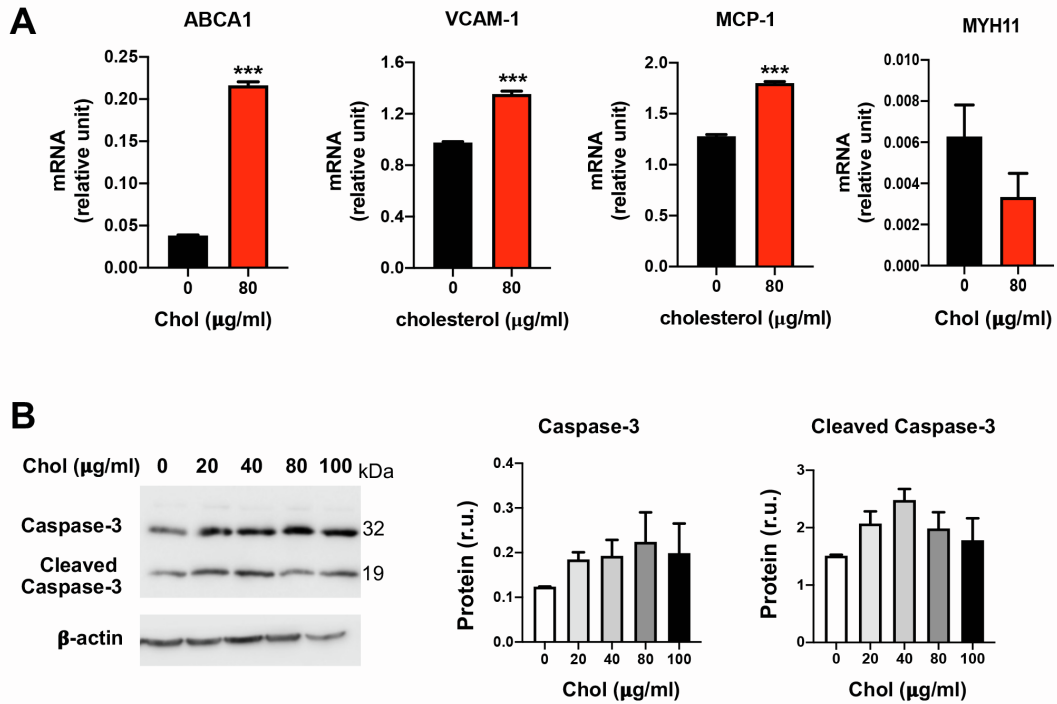 A
ABCA1
VCAM-1
MCP-1
MYH11
mRNA
(relative unit)
0.25
0.20
0.15
0.10
0.05
0.00
***
0
80
Chol (μg/ml)
mRNA
(relative unit)
1.6
1.2
0.8
0.4
0.0
***
0
80
cholesterol (μg/ml)
mRNA
(relative unit)
2.0
1.5
1.0
0.5
0.0
***
0
80
cholesterol (μg/ml)
mRNA
(relative unit)
0.010
0.008
0.006
0.004
0.002
0.000
0
80
Chol (μg/ml)
B
Chol (μg/ml) 0 20 40 80 100 kDa
Caspase-3 32
Cleaved
Caspase-3 19
β-actin
Caspase-3
Protein (r.u.)
0.4
0.3
0.2
0.1
0.0
0 20 40 80 100
Chol (μg/ml)
Cleaved Caspase-3
Protein (r.u.)
3
2
1
0
0 20 40 80 100
Chol (μg/ml)